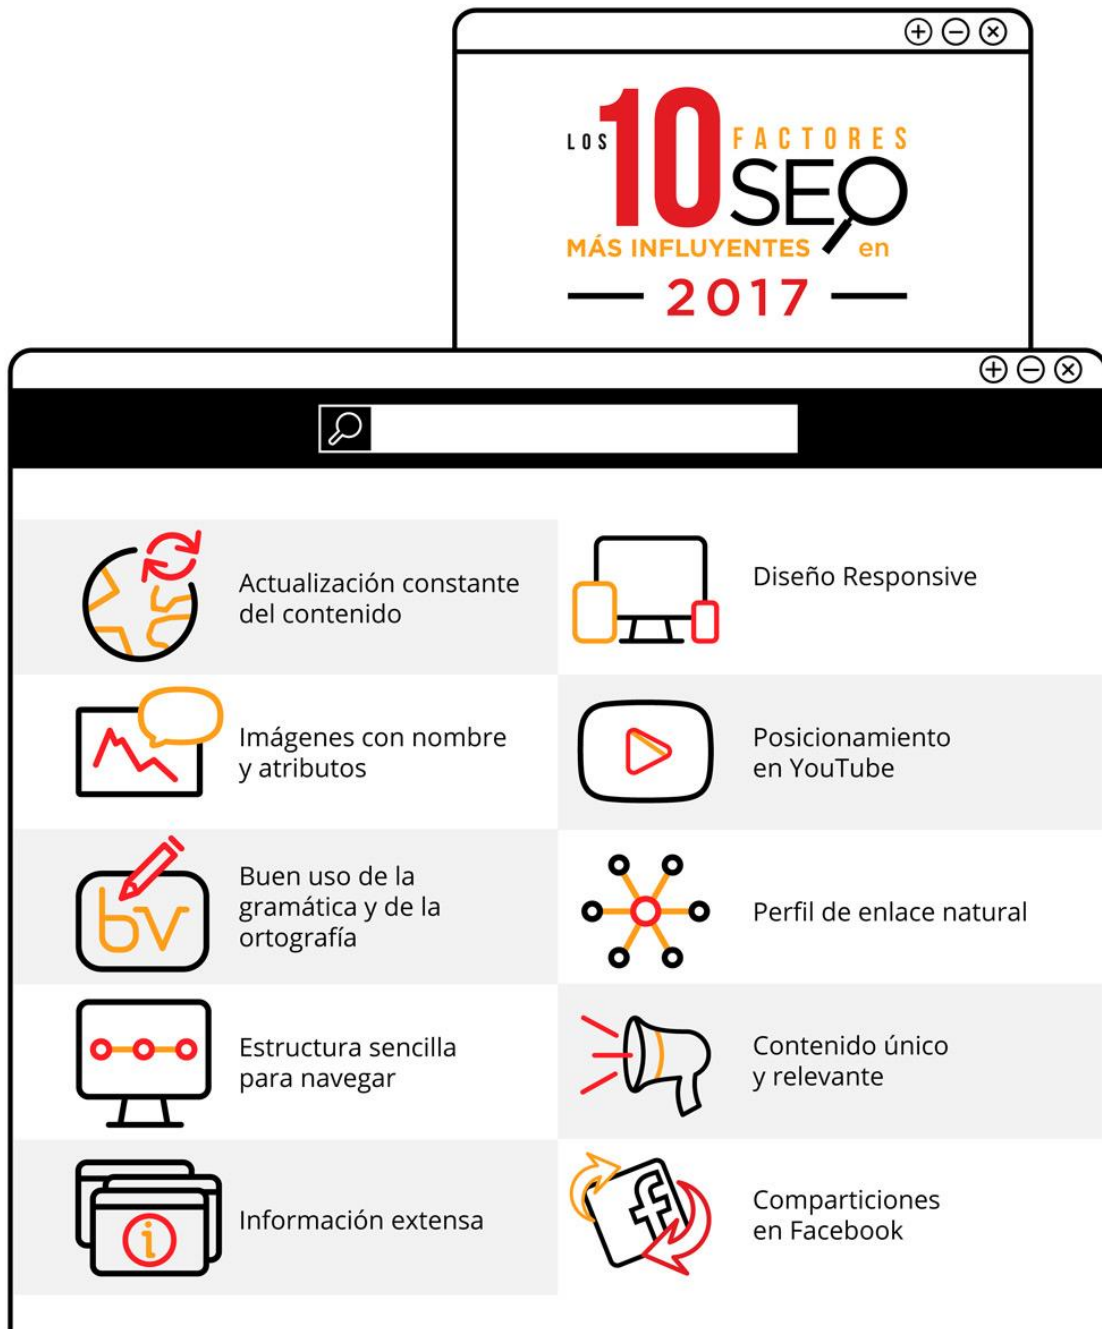 LOS 10 FACTORES
SEO
MÁS INFLUYENTES en
2017
Actualización constante
del contenido
Diseño Responsive
Imágenes con nombre
y atributos
Posicionamiento
en YouTube
bv
Buen uso de la
gramática y de la
ortografía
Perfil de enlace natural
Estructura sencilla
para navegar
Contenido único
y relevante
i
Información extensa
f
Comparticiones
en Facebook